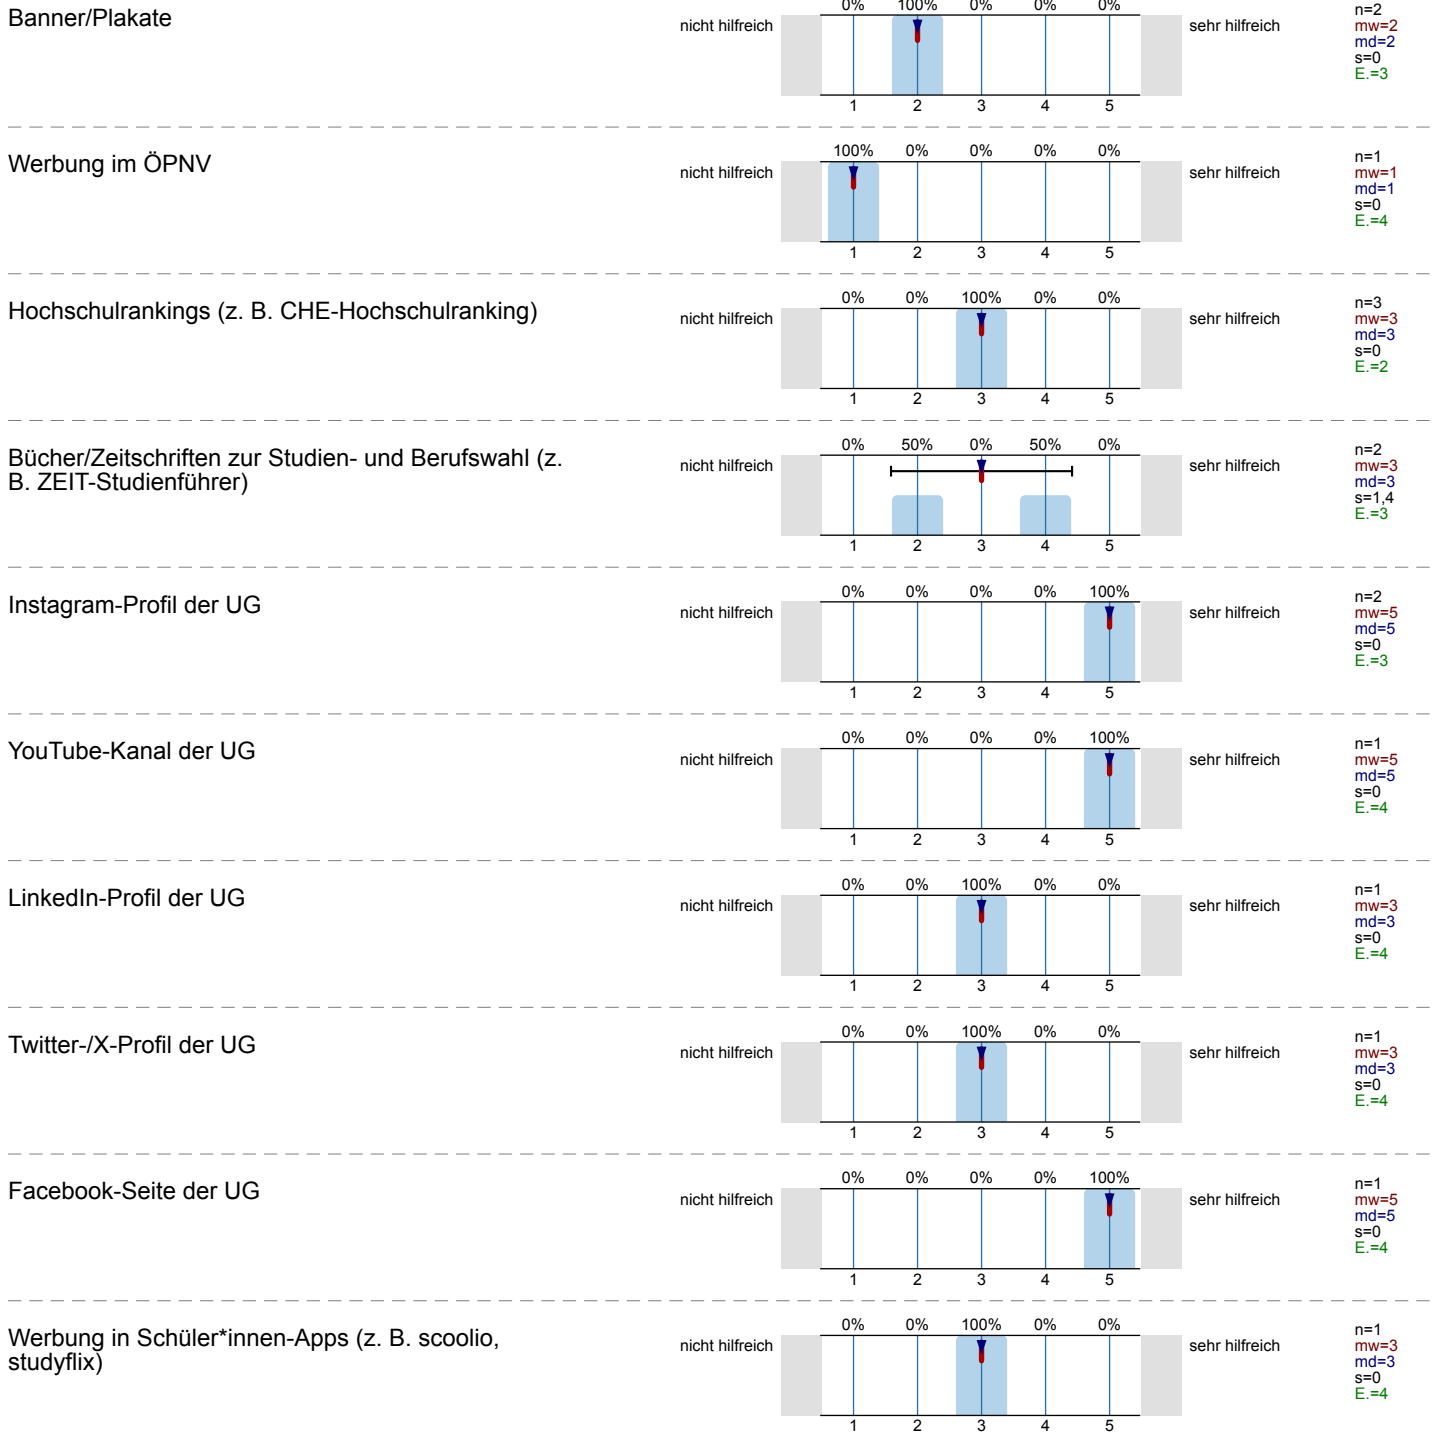 Banner/Plakate
nicht hilfreich
0% 100% 0% 0% 0%
1 2 3 4 5
sehr hilfreich
n=2
mw=2
md=2
s=0
E.=3
Werbung im ÖPNV
nicht hilfreich
100% 0% 0% 0% 0%
1 2 3 4 5
sehr hilfreich
n=1
mw=1
md=1
s=0
E.=4
Hochschulrankings (z. B. CHE-Hochschulranking)
nicht hilfreich
0% 0% 100% 0% 0%
1 2 3 4 5
sehr hilfreich
n=3
mw=3
md=3
s=0
E.=2
Bücher/Zeitschriften zur Studien- und Berufswahl (z.
B. ZEIT-Studienführer)
nicht hilfreich
0% 50% 0% 50% 0%
1 2 3 4 5
sehr hilfreich
n=2
mw=3
md=3
s=1,4
E.=3
Instagram-Profil der UG
nicht hilfreich
0% 0% 0% 0% 100%
1 2 3 4 5
sehr hilfreich
n=2
mw=5
md=5
s=0
E.=3
YouTube-Kanal der UG
nicht hilfreich
0% 0% 0% 0% 100%
1 2 3 4 5
sehr hilfreich
n=1
mw=5
md=5
s=0
E.=4
LinkedIn-Profil der UG
nicht hilfreich
0% 0% 100% 0% 0%
1 2 3 4 5
sehr hilfreich
n=1
mw=3
md=3
s=0
E.=4
Twitter-/X-Profil der UG
nicht hilfreich
0% 0% 100% 0% 0%
1 2 3 4 5
sehr hilfreich
n=1
mw=3
md=3
s=0
E.=4
Facebook-Seite der UG
nicht hilfreich
0% 0% 0% 0% 100%
1 2 3 4 5
sehr hilfreich
n=1
mw=5
md=5
s=0
E.=4
Werbung in Schüler*innen-Apps (z. B. scoolio,
studyflix)
nicht hilfreich
0% 0% 100% 0% 0%
1 2 3 4 5
sehr hilfreich
n=1
mw=3
md=3
s=0
E.=4